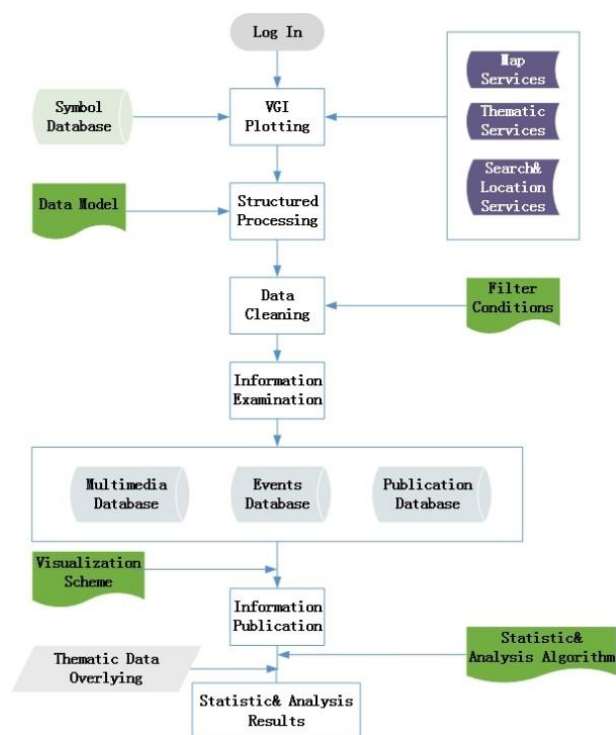 Log In
Map
Services
Symbol
Database
VGI
Plotting
Thematic
Services
Search&
Location
Services
Data Model
Structured
Processing
Data
Cleaning
Filter
Conditions
Information
Examination
Multimedia
Database
Events
Database
Publication
Database
Visualization
Scheme
Information
Publication
Statistic&
Analysis Algorithm
Thematic Data
Overlying
Statistic& Analysis
Results